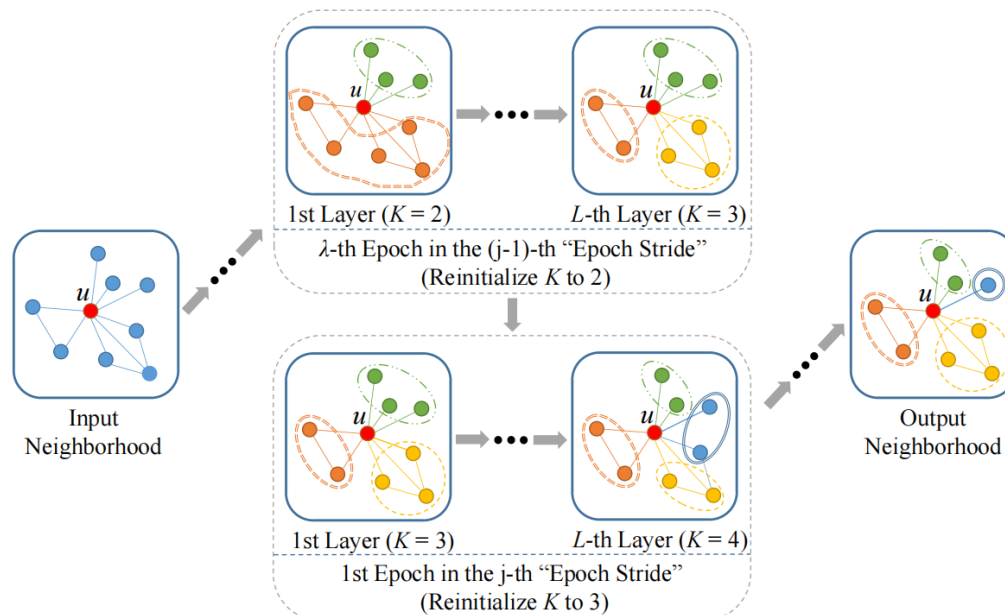 u
1st Layer (K = 2)
u
L-th Layer (K = 3)
λ-th Epoch in the (j-1)-th “Epoch Stride”
(Reinitialize K to 2)
u
Input
Neighborhood
u
1st Layer (K = 3)
u
L-th Layer (K = 4)
1st Epoch in the j-th “Epoch Stride”
(Reinitialize K to 3)
u
Output
Neighborhood